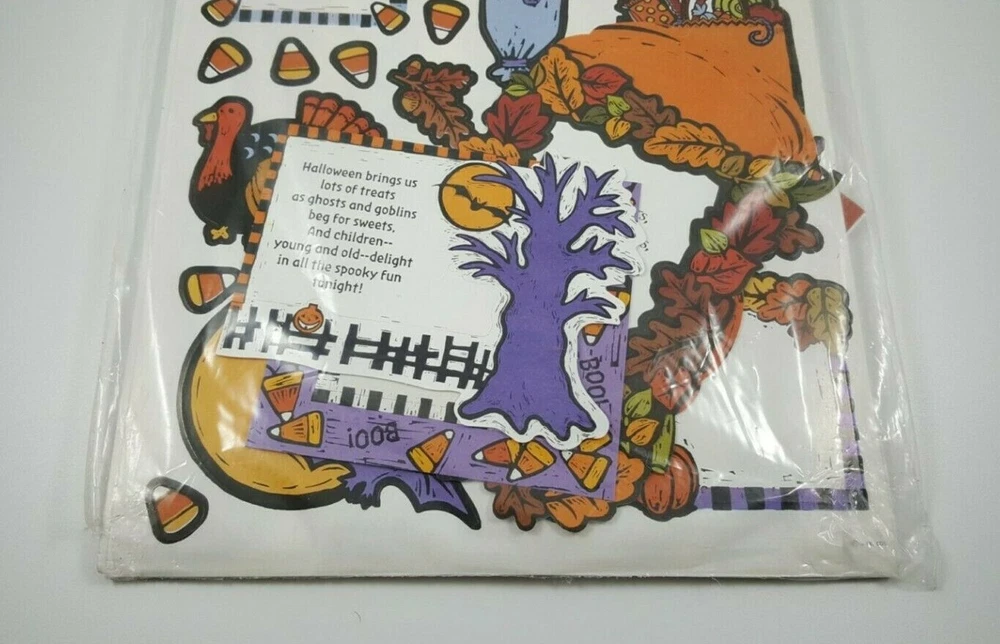 Halloween brings us
lots of treats
as ghosts and goblins
beg for sweets,
And children--
young and old--delight
in all the spooky fun
tonight!
-BOO!
BOO!